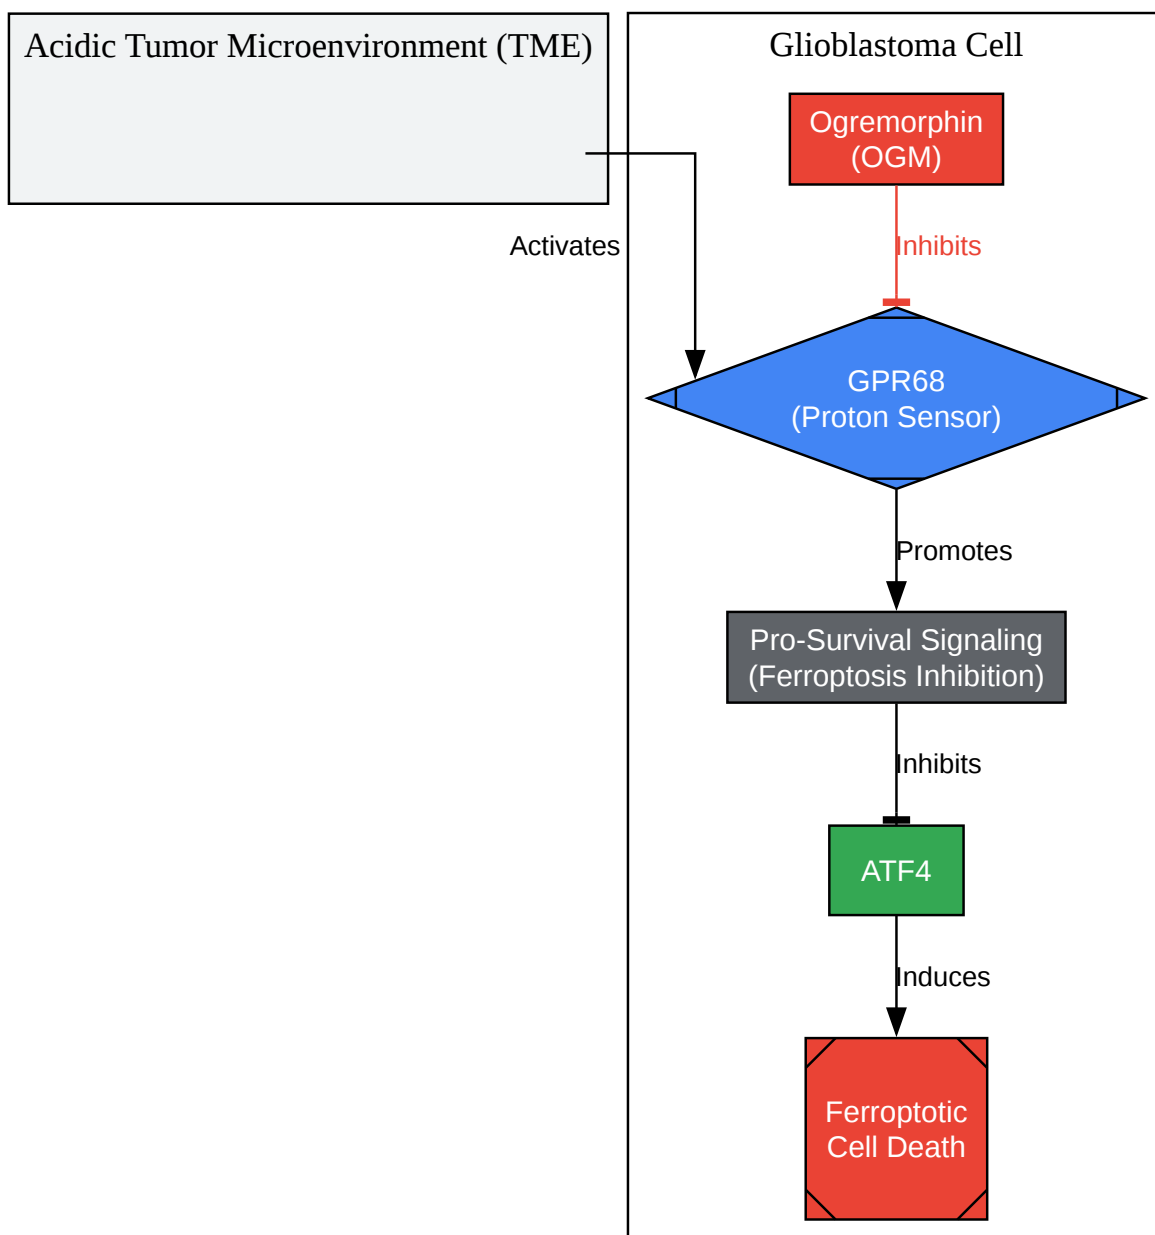 Acidic Tumor Microenvironment (TME)
Glioblastoma Cell
Ogremorphin
(OGM)
Activates
Inhibits
GPR68
(Proton Sensor)
Promotes
Pro-Survival Signaling
(Ferroptosis Inhibition)
Inhibits
ATF4
Induces
Ferroptotic
Cell Death